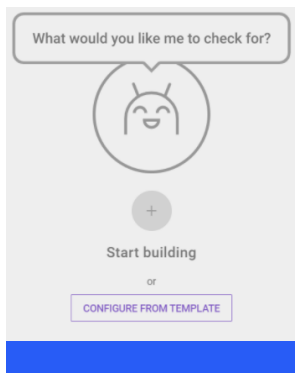 What would you like me to check for?
+
Start building
or
CONFIGURE FROM TEMPLATE